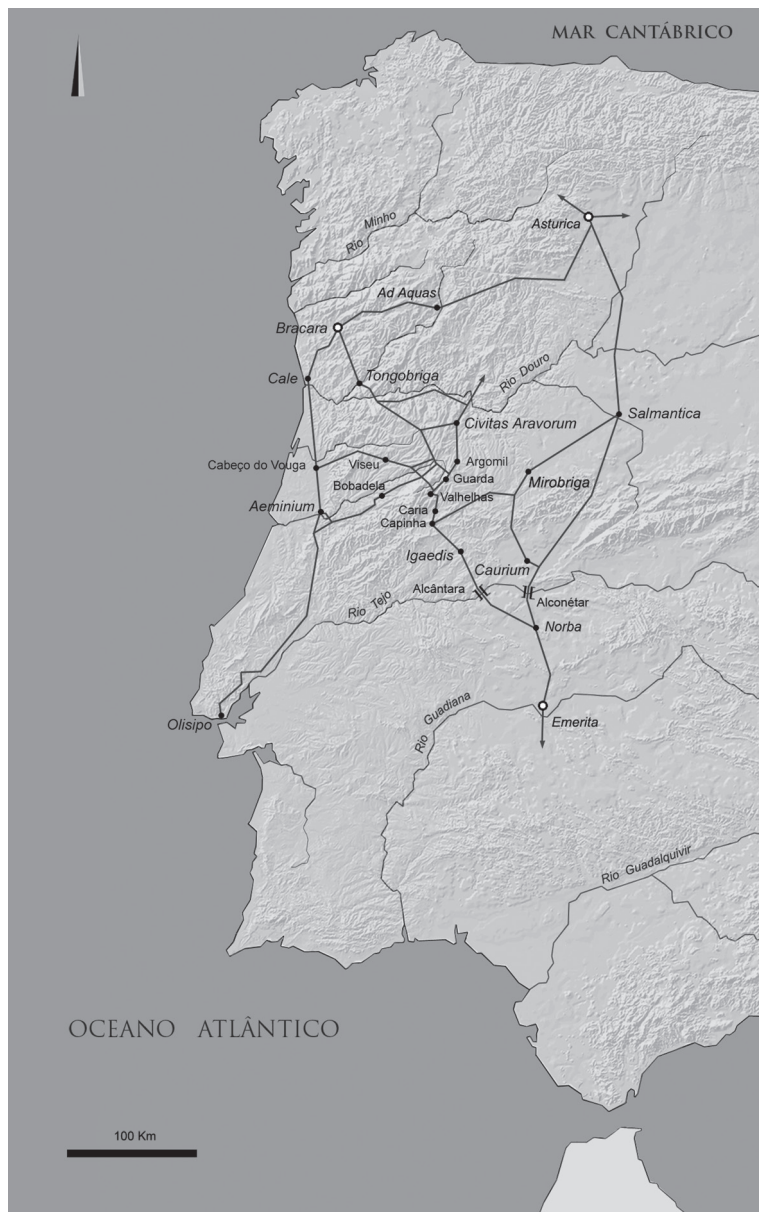 MAR CANTÁBRICO
Rio Minho
Asturica
Ad Aquas
Bracara
Cale
Tongobriga
Rio Douro
Civitas Aravorum
Salmantica
Cabeço do Vouga
Viseu
Argomil
Guarda
Mirobriga
Bobadela
Valhelhas
Aeminium
Caria
Capinha
Igaedis
Caurium
Alcântara
Alconétar
Rio Tejo
Norba
Rio Guadiana
Olisipo
Emerita
Rio Guadalquivir
OCEANO ATLÂNTICO
100 Km